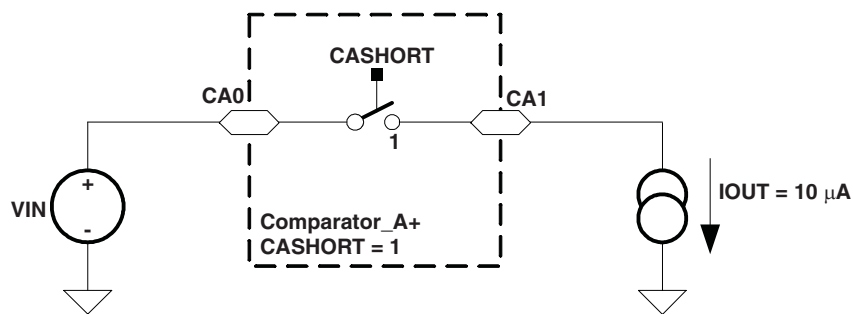 CASHORT
CA0
CA1
1
+
VIN
-
IOUT = 10 μA
Comparator_A+
CASHORT = 1